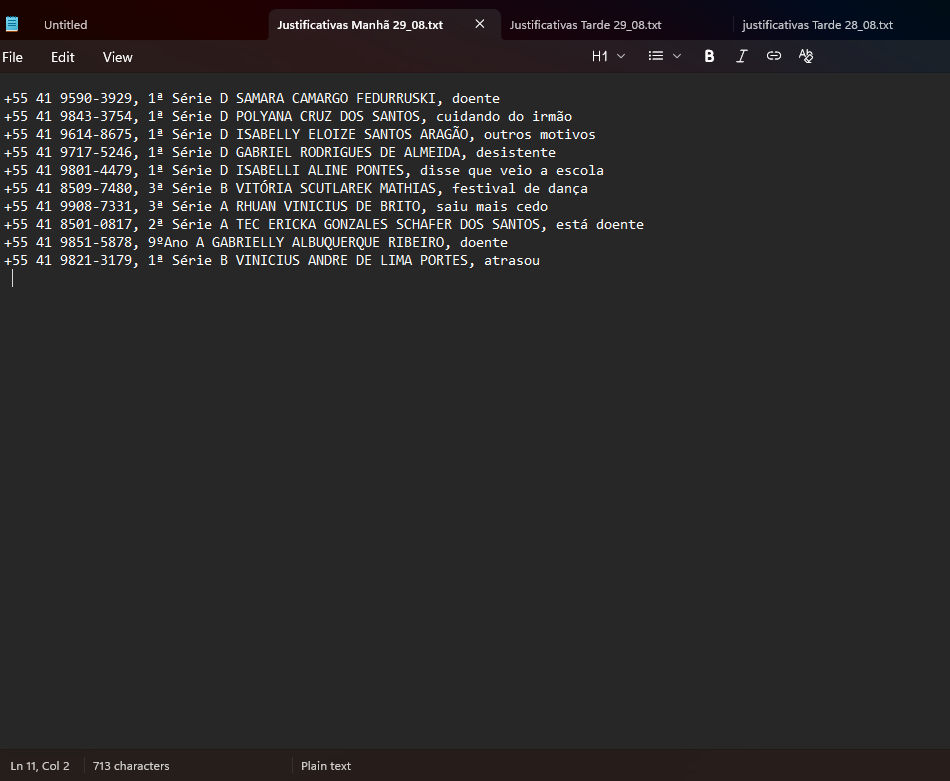 Untitled
Justificativas Manhã 29_08.txt
Justificativas Tarde 29_08.txt
justificativas Tarde 28_08.txt
File Edit View
H1 B I
+55 41 9590-3929, 1ª Série D SAMARA CAMARGO FEDURRUSKI, doente
+55 41 9843-3754, 1ª Série D POLYANA CRUZ DOS SANTOS, cuidando do irmão
+55 41 9614-8675, 1ª Série D ISABELLY ELOIZE SANTOS ARAGÃO, outros motivos
+55 41 9717-5246, 1ª Série D GABRIEL RODRIGUES DE ALMEIDA, desistente
+55 41 9801-4479, 1ª Série D ISABELLI ALINE PONTES, disse que veio a escola
+55 41 8509-7480, 3ª Série B VITÓRIA SCUTLAREK MATHIAS, festival de dança
+55 41 9908-7331, 3ª Série A RHUAN VINICIUS DE BRITO, saiu mais cedo
+55 41 8501-0817, 2ª Série A TEC ERICKA GONZALES SCHAFER DOS SANTOS, está doente
+55 41 9851-5878, 9ºAno A GABRIELLY ALBUQUERQUE RIBEIRO, doente
+55 41 9821-3179, 1ª Série B VINICIUS ANDRE DE LIMA PORTES, atrasou
Ln 11, Col 2 713 characters Plain text